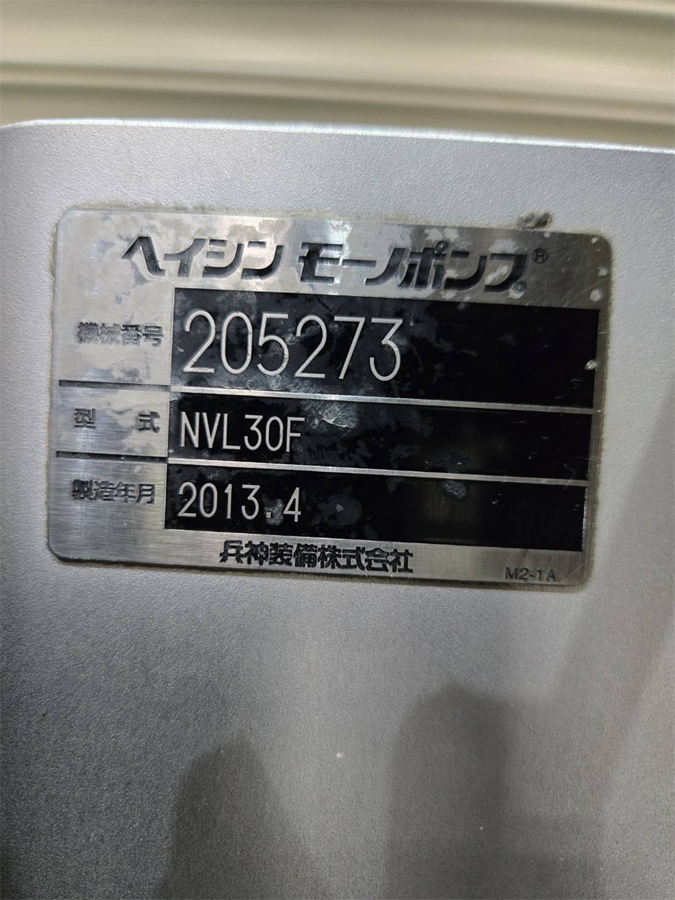 ヘイシン モーノポンプ®
機械番号 205273
型式 NVL30F
製造年月 2013.4
兵神装備株式会社
M2-1A